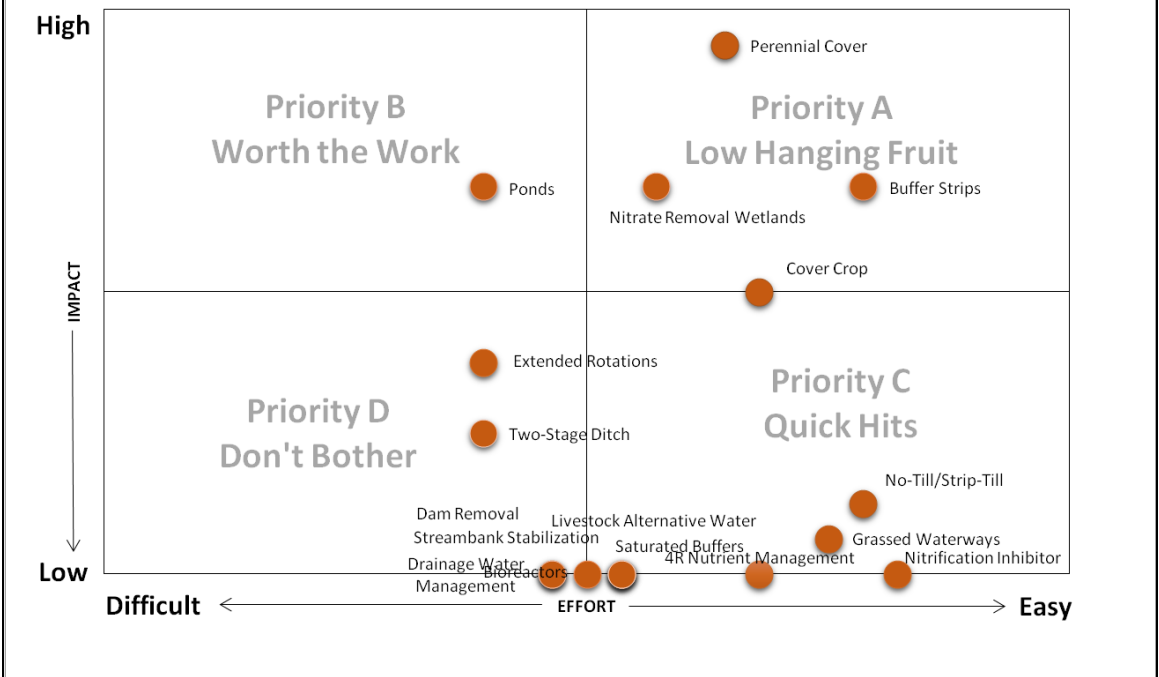 High
Perennial Cover
Priority B
Worth the Work
Priority A
Low Hanging Fruit
Ponds
Buffer Strips
Nitrate Removal Wetlands
Cover Crop
IMPACT
Extended Rotations
Priority D
Don't Bother
Priority C
Quick Hits
Two-Stage Ditch
No-Till/Strip-Till
Dam Removal
Livestock Alternative Water
Streambank Stabilization
Grassed Waterways
Saturated Buffers
4R Nutrient Management
Nitrification Inhibitor
Drainage Water
Management
Bioreactors
Low
Difficult
EFFORT
Easy